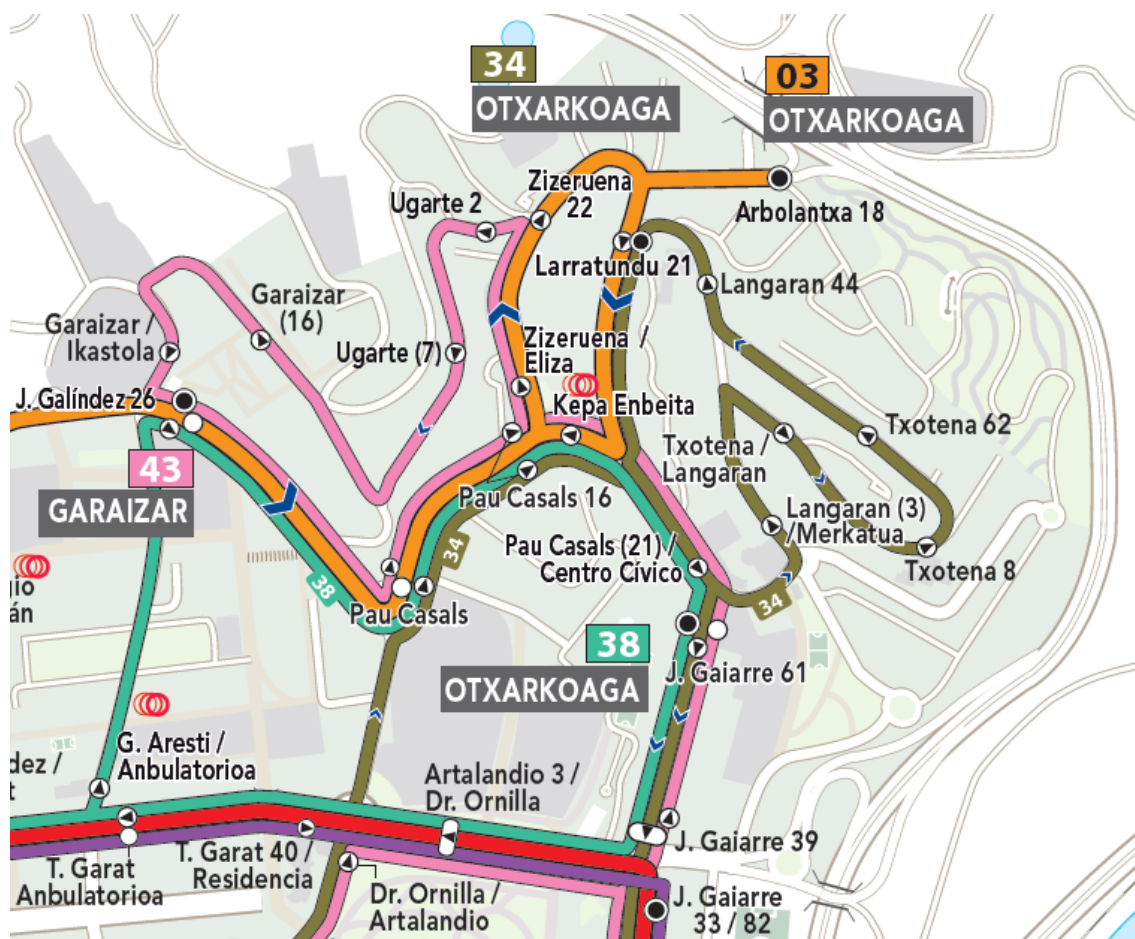 34
OTXARKOAGA
03
OTXARKOAGA
Zizeruena
22
Ugarte 2
Arbolantxa 18
Larratundu 21
Langaran 44
Garaizar
(16)
Garaizar /
Ikastola
Ugarte (7)
Zizeruena /
Eliza
J. Galíndez 26
Kepa Enbeita
Txotena 62
Txotena /
Langaran
43
GARAIZAR
Pau Casals 16
Langaran (3)
/Merkatua
Pau Casals (21) /
Centro Cívico
Txotena 8
34
38
34
gio
án
Pau Casals
38
OTXARKOAGA
J. Gaiarre 61
G. Aresti /
Anbulatorioa
dez /
t
Artalandio 3 /
Dr. Ornilla
J. Gaiarre 39
T. Garat
Anbulatorioa
T. Garat 40 /
Residencia
Dr. Ornilla /
Artalandio
J. Gaiarre
33 / 82